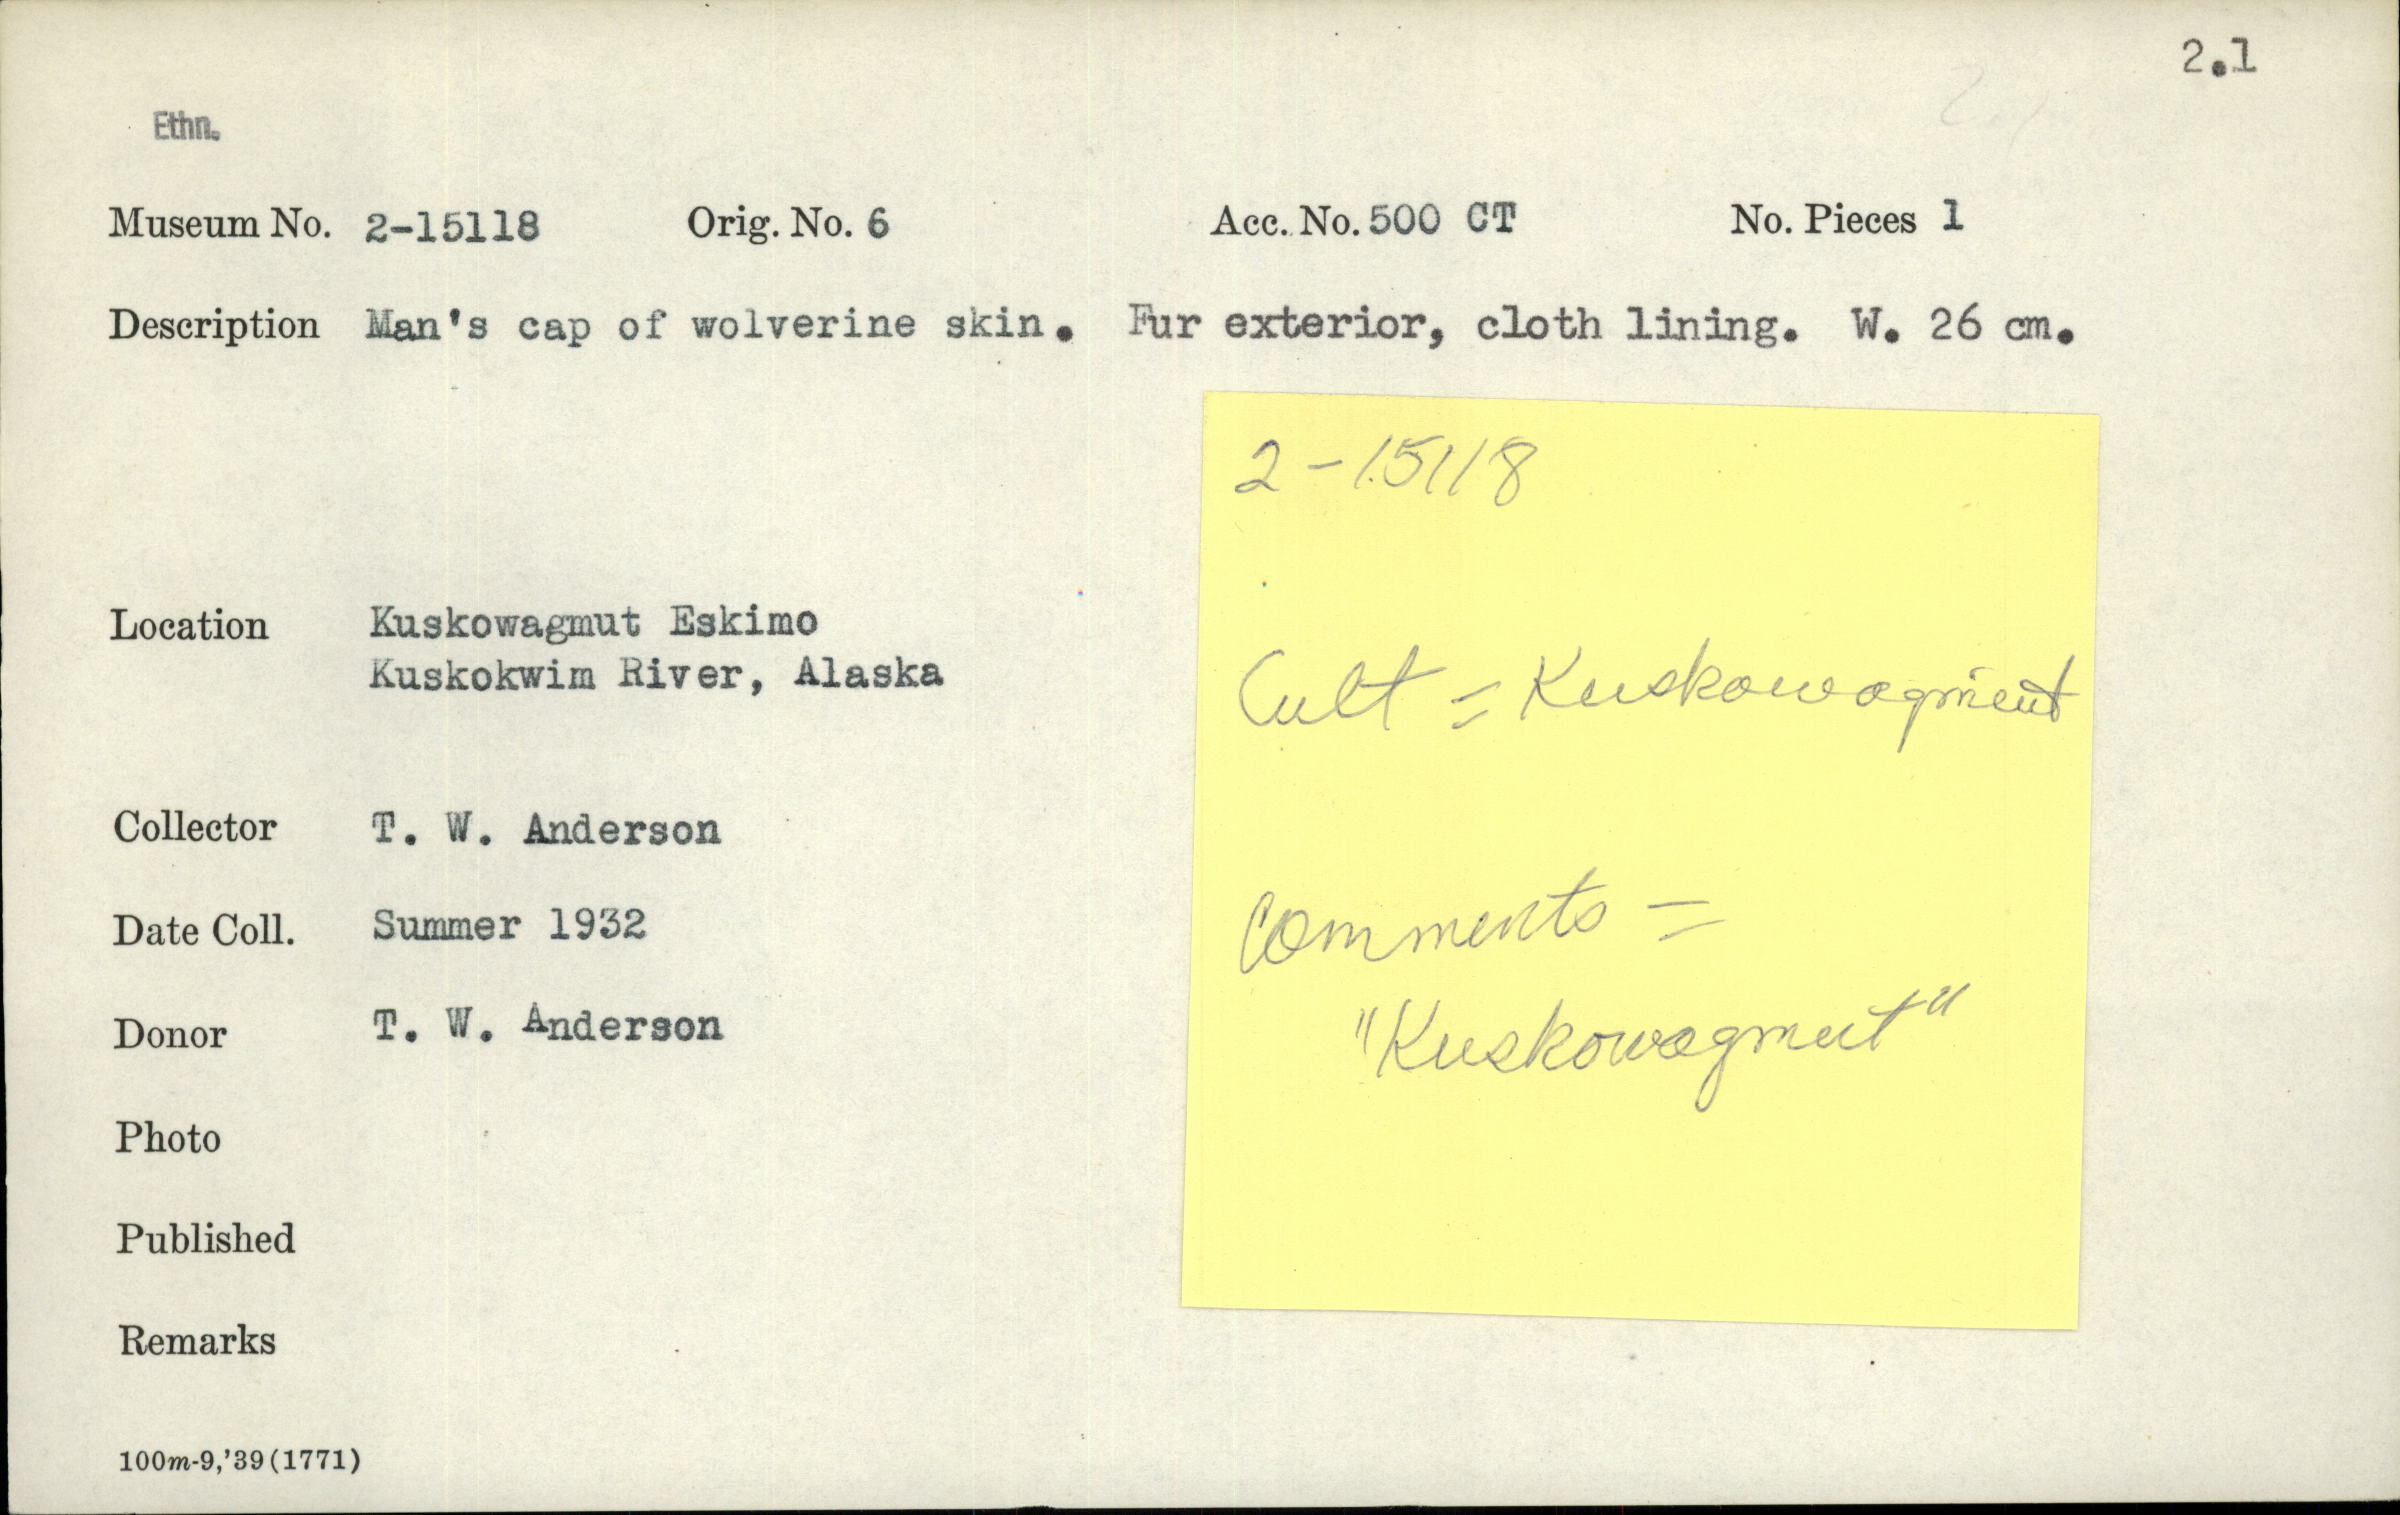 2.1
Ethn.
Museum No. 2-15118 Orig. No. 6 Acc. No. 500 CT No. Pieces 1
Description Man's cap of wolverine skin. Fur exterior, cloth lining. W. 26 cm.
2-15118
Location Kuskowagmut Eskimo
Kuskokwim River, Alaska
Cult = Kuskowagmeut
Collector T. W. Anderson
Date Coll. Summer 1932
Comments =
"Kuskowagmut"
Donor T. W. Anderson
Photo
Published
Remarks
100m-9,'39(1771)